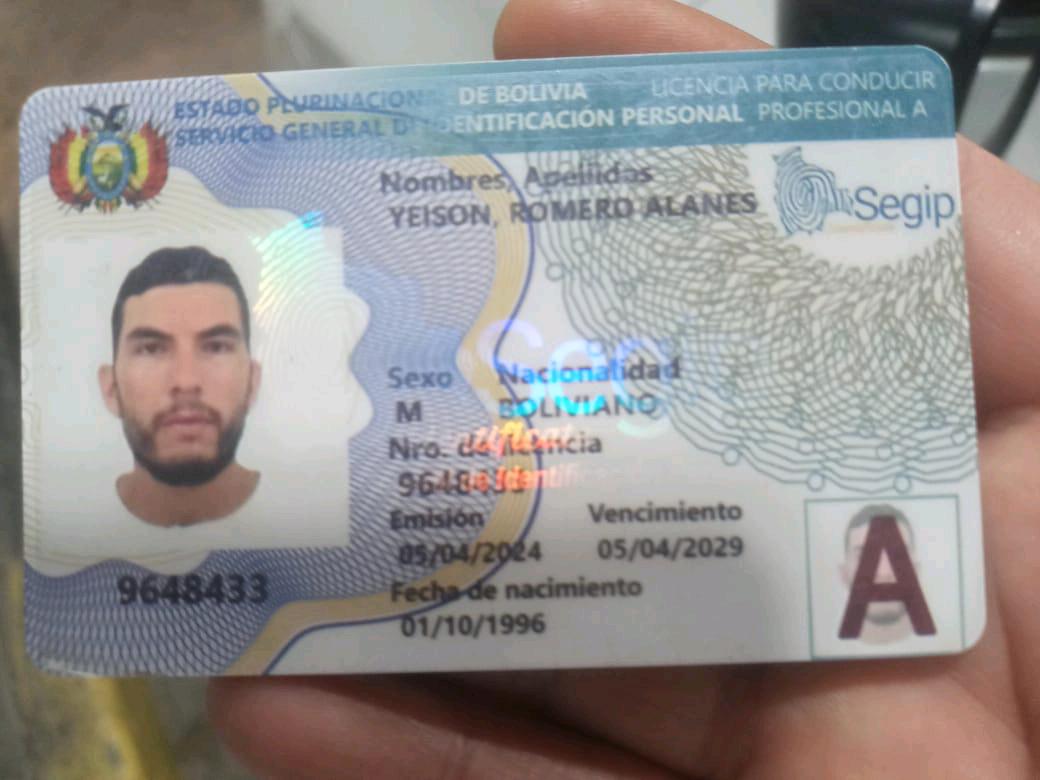 ESTADO PLURINACIONAL DE BOLIVIA
SERVICIO GENERAL DE IDENTIFICACIÓN PERSONAL
LICENCIA PARA CONDUCIR
PROFESIONAL A
Segip
Nombres, Apellidos
YEISON, ROMERO ALANES
Sexo Nacionalidad
M BOLIVIANO
Nro. de licencia
9648433
Emisión Vencimiento
05/04/2024 05/04/2029
Fecha de nacimiento
01/10/1996
9648433
A